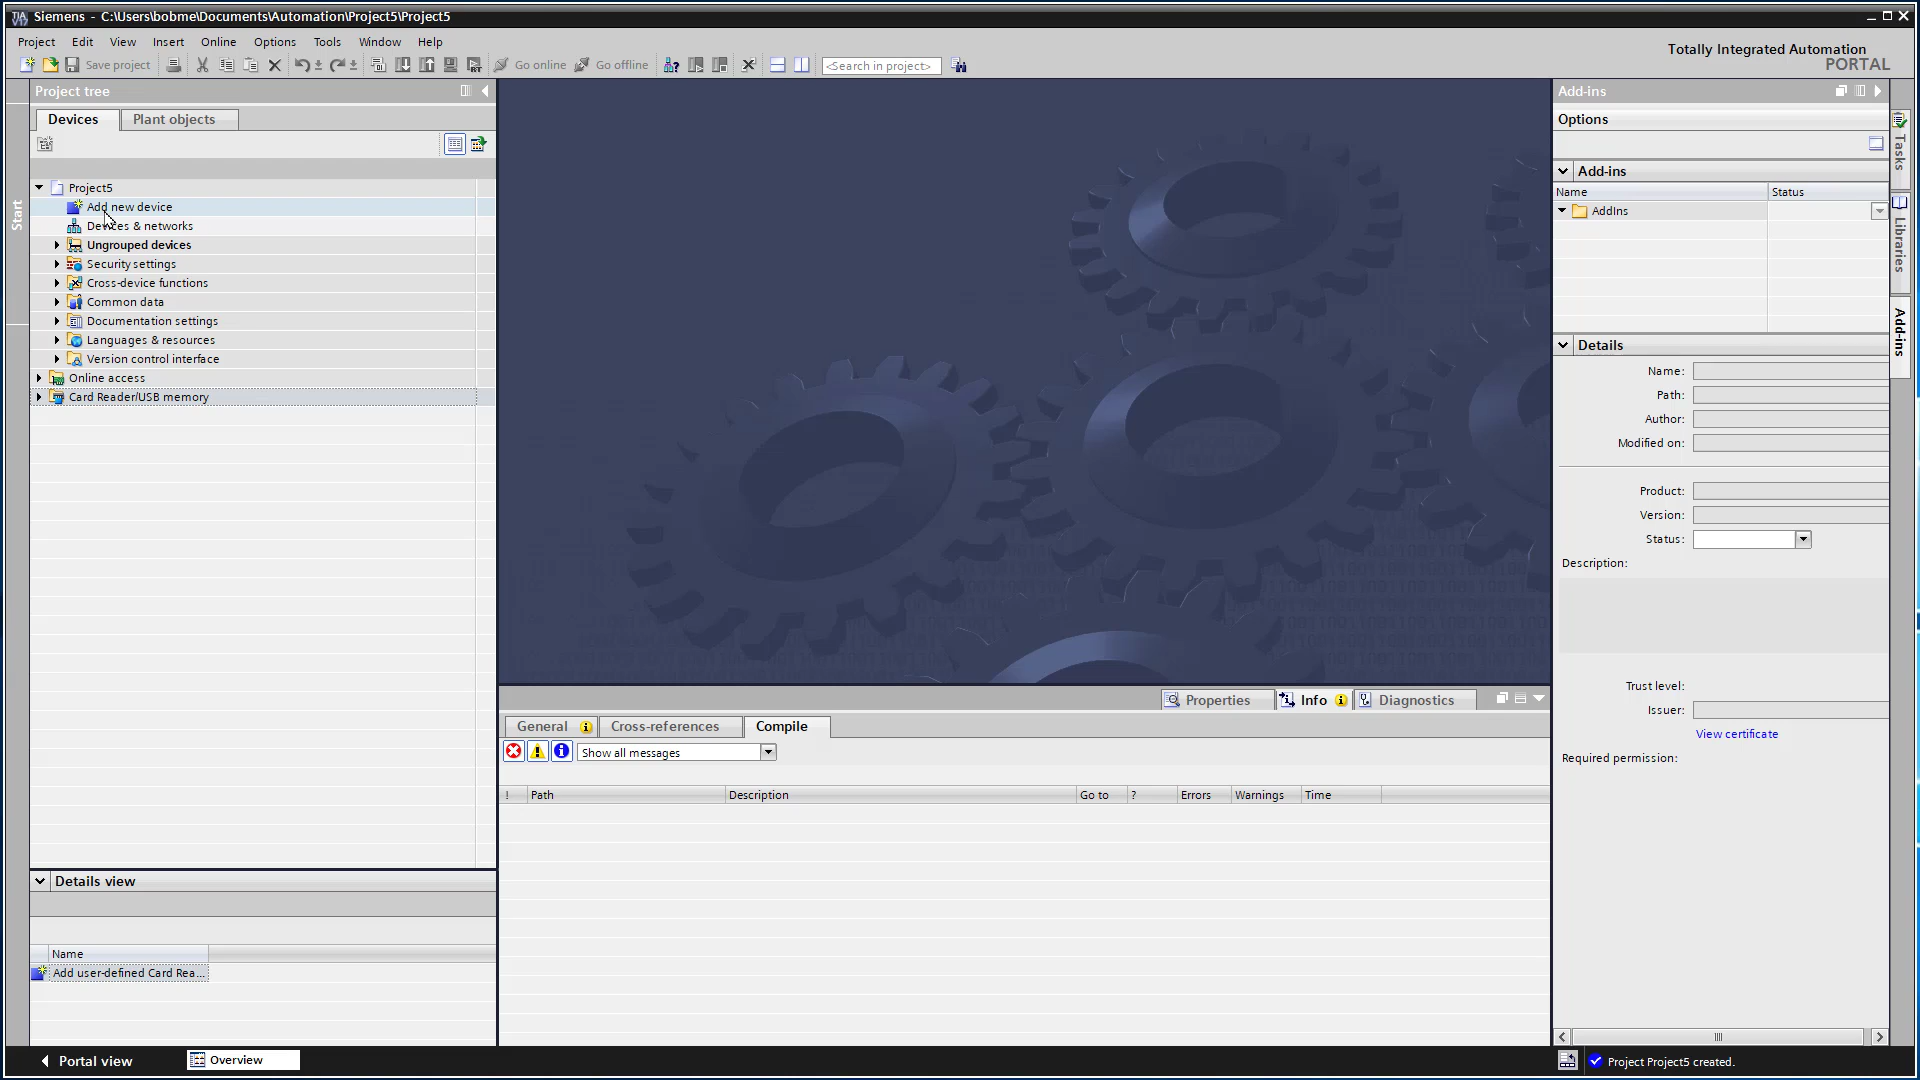 Siemens - C:\Users\bobme\Documents\Automation\Project5\Project5
Project Edit View Insert Online Options Tools Window Help
Totally Integrated Automation
PORTAL
Save project Go online Go offline <Search in project>
Project tree
Devices Plant objects
Start
Project5
Add new device
Devices & networks
Ungrouped devices
Security settings
Cross-device functions
Common data
Documentation settings
Languages & resources
Version control interface
Online access
Card Reader/USB memory
Details view
Name
Add user-defined Card Rea...
Properties Info Diagnostics
General Cross-references Compile
Show all messages
! Path Description Go to ? Errors Warnings Time
Add-ins
Options
Add-ins
Name Status
AddIns
Details
Name:
Path:
Author:
Modified on:
Product:
Version:
Status:
Description:
Trust level:
Issuer:
View certificate
Required permission:
Tasks
Libraries
Add-ins
Portal view Overview
Project Project5 created.